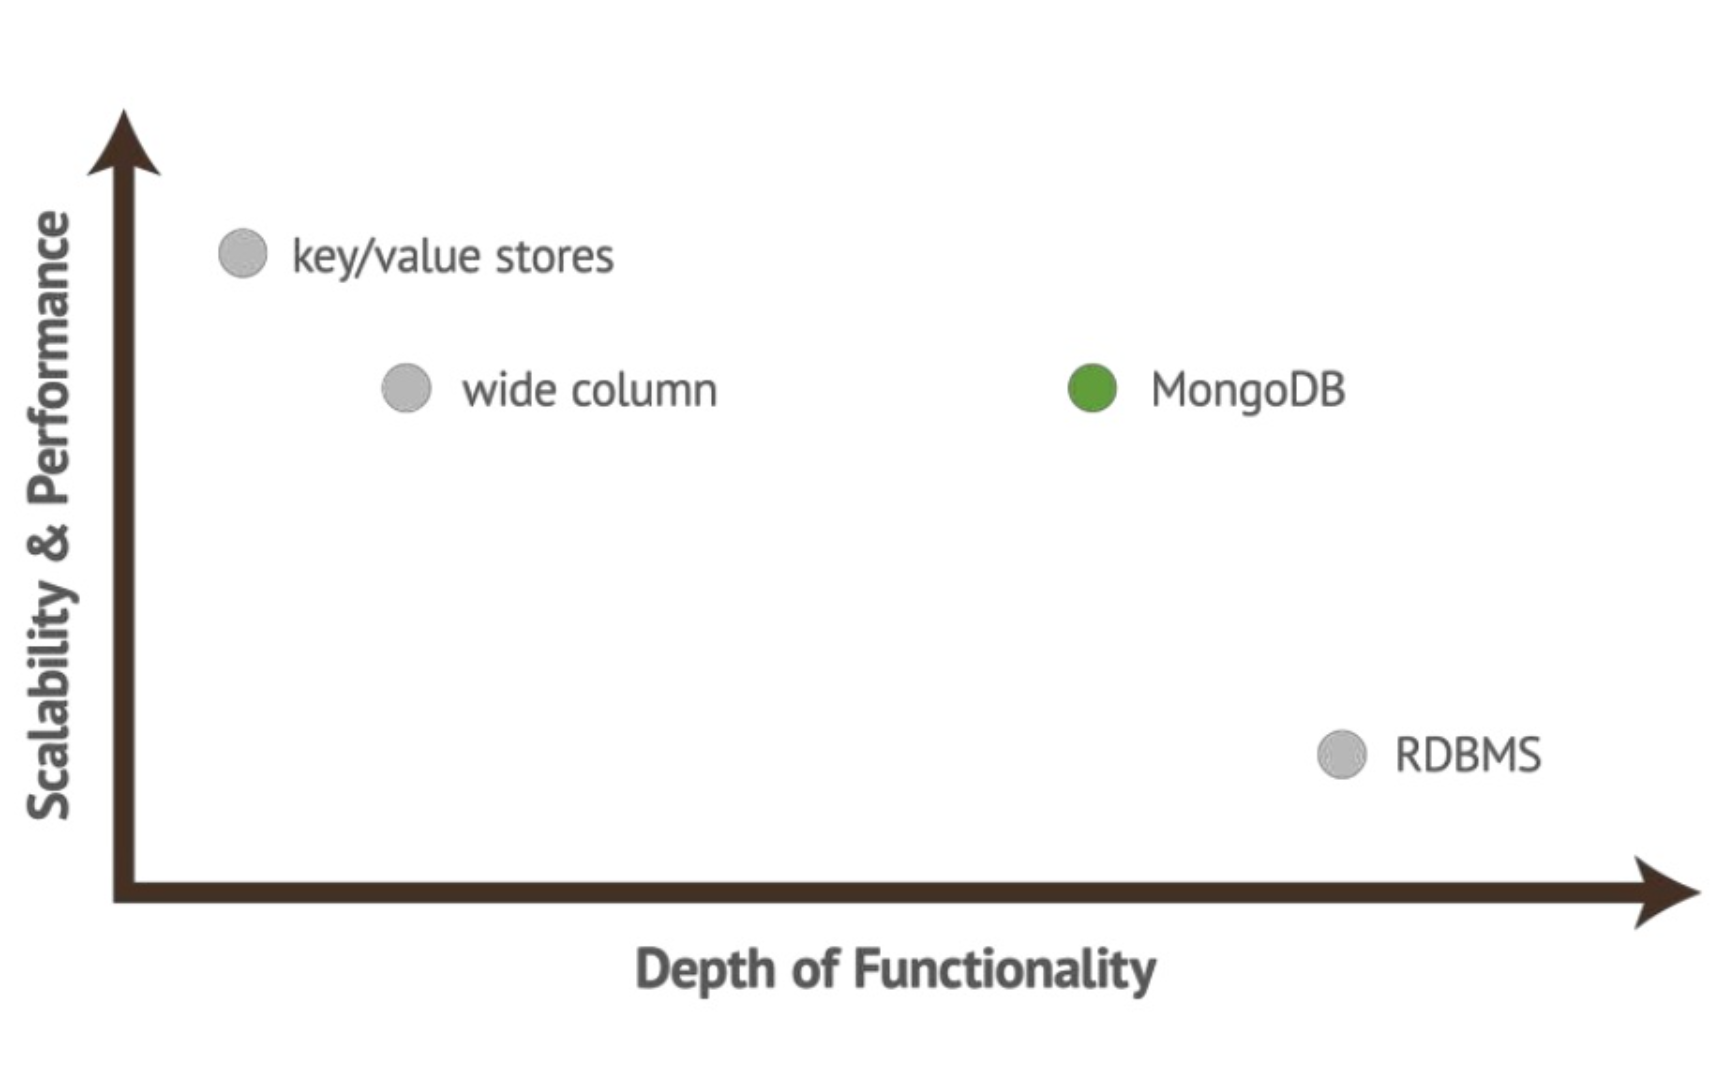 key/value stores
wide column
MongoDB
RDBMS
Scalability & Performance
Depth of Functionality